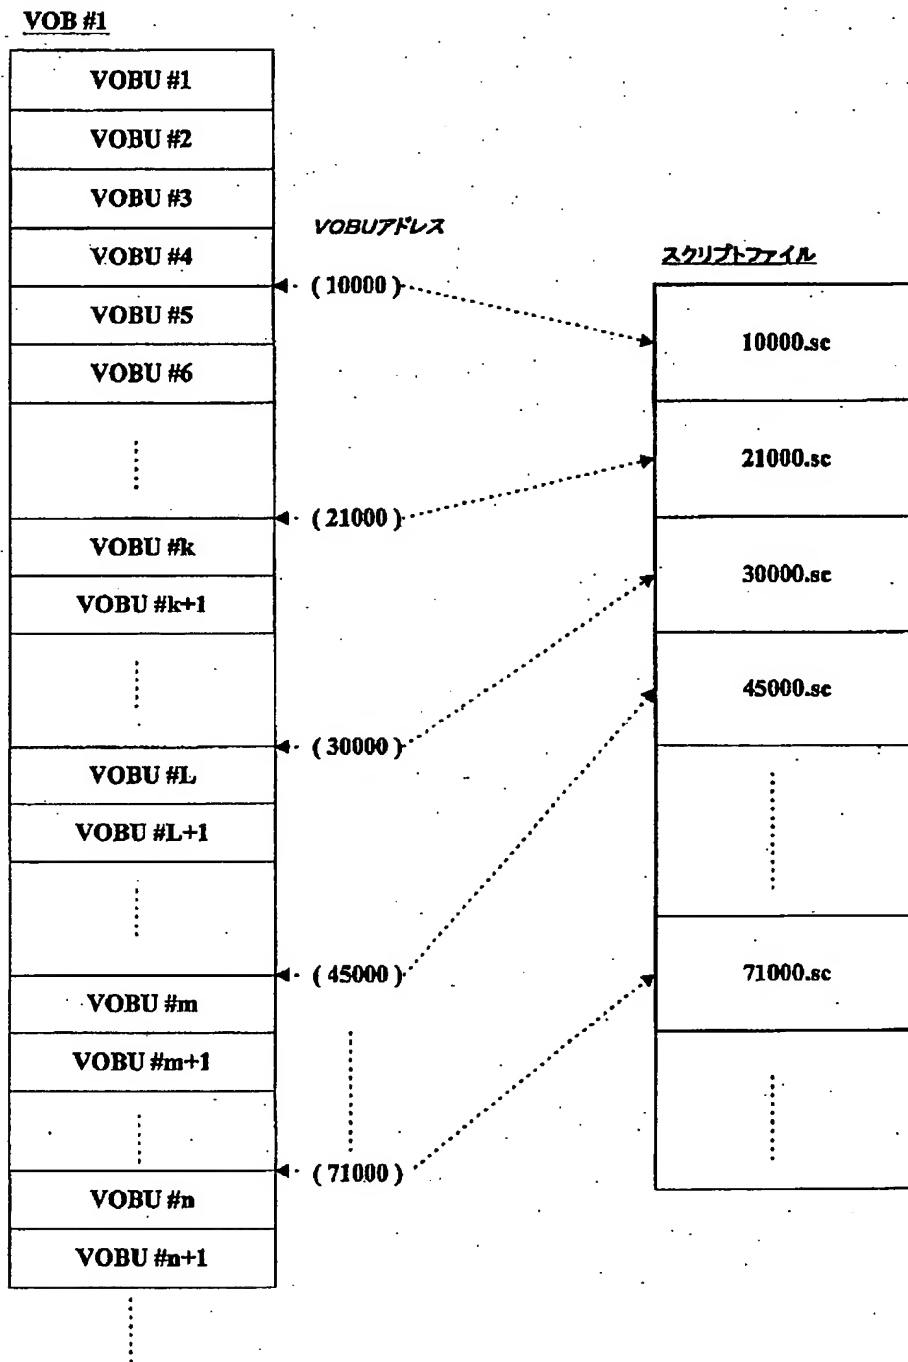 VOB #1
VOBU #1
VOBU #2
VOBU #3
VOBU #4
VOBU #5
VOBU #6
VOBU #k
VOBU #k+1
VOBU #L
VOBU #L+1
VOBU #m
VOBU #m+1
VOBU #n
VOBU #n+1
VOBUアドレス
( 10000 )
( 21000 )
( 30000 )
( 45000 )
( 71000 )
スクリプトファイル
10000.sc
21000.sc
30000.sc
45000.sc
71000.sc